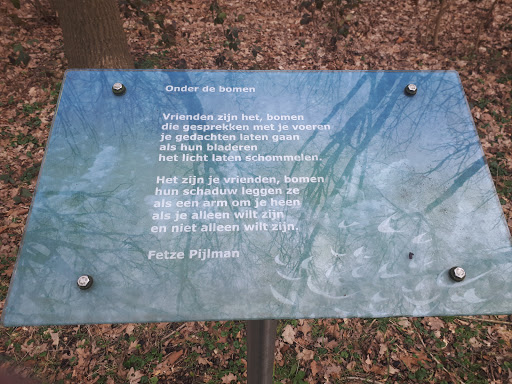 Onder de bomen
Vrienden zijn het, bomen
die gesprekken met je voeren
je gedachten laten gaan
als hun bladeren
het licht laten schommelen.
Het zijn je vrienden, bomen
hun schaduw leggen ze
als een arm om je heen
als je alleen wilt zijn
en niet alleen wilt zijn.
Fetze Pijlman